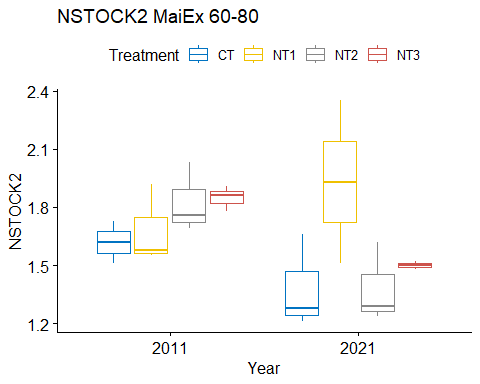 NSTOCK2 MaiEx 60-80
Treatment CT NT1 NT2 NT3
2.4
2.1
1.8
1.5
1.2
NSTOCK2
2011 2021
Year